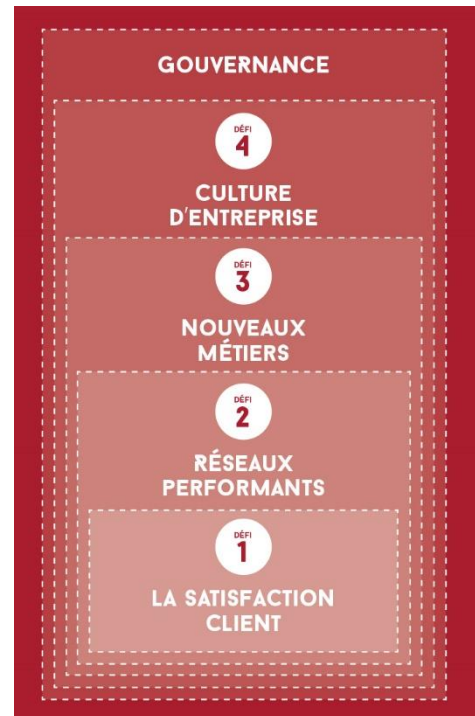 GOUVERNANCE
DÉFI
4
CULTURE
D'ENTREPRISE
DÉFI
3
NOUVEAUX
MÉTIERS
DÉFI
2
RÉSEAUX
PERFORMANTS
DÉFI
1
LA SATISFACTION
CLIENT